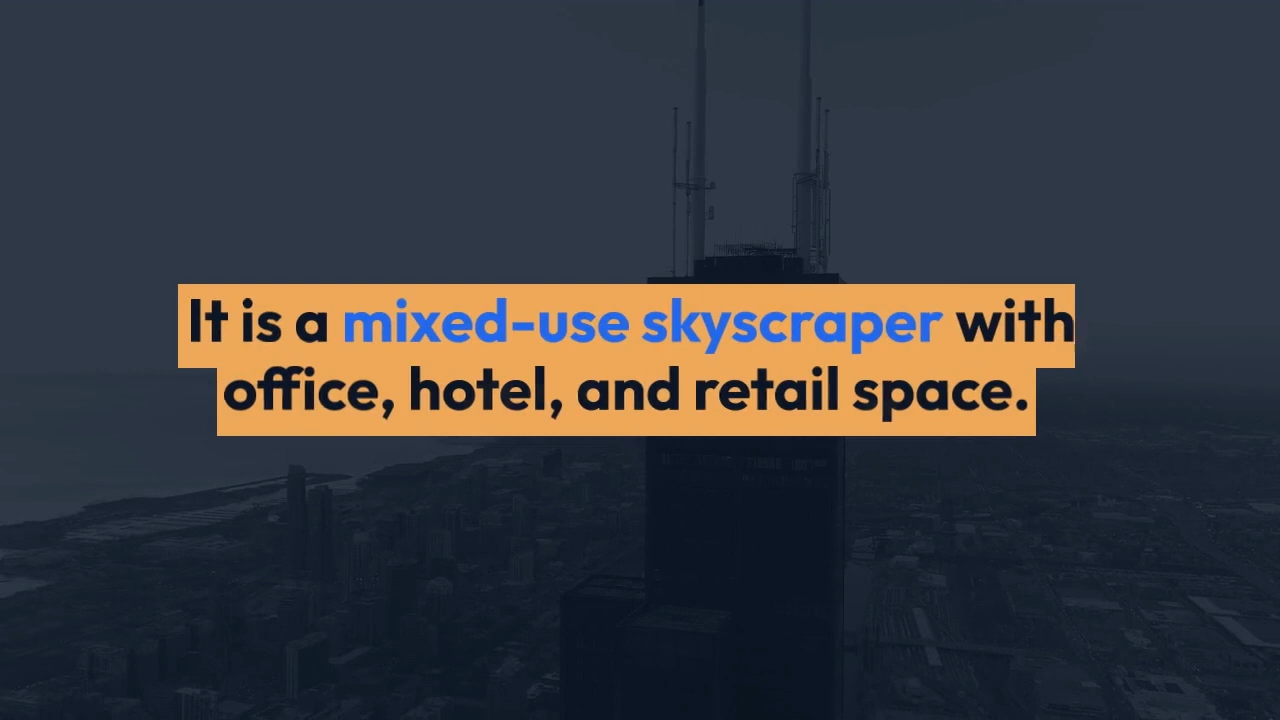 It is a mixed-use skyscraper with
office, hotel, and retail space.